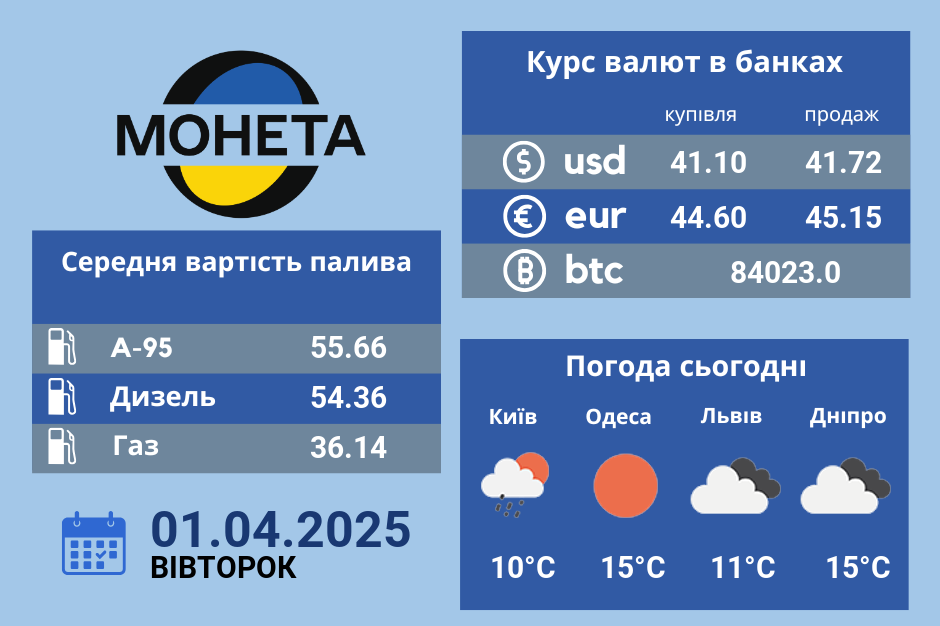 МОНЕТА
Курс валют в банках
купівля продаж
usd 41.10 41.72
eur 44.60 45.15
btc 84023.0
Середня вартість палива
А-95 55.66
Дизель 54.36
Газ 36.14
01.04.2025
ВІВТОРОК
Погода сьогодні
Київ Одеса Львів Дніпро
10°C 15°C 11°C 15°C